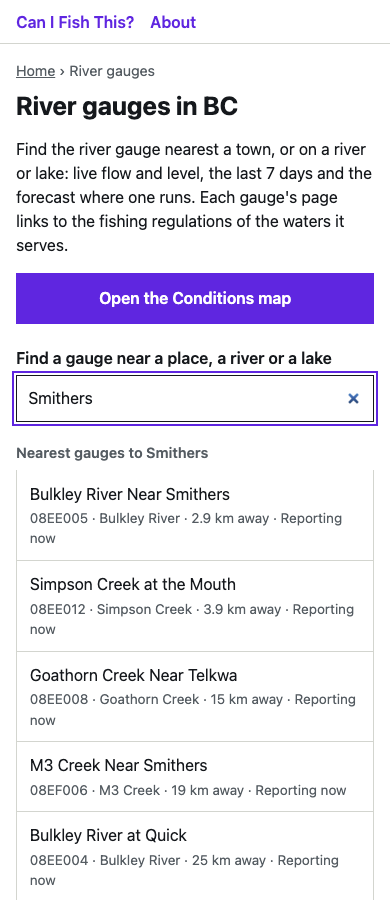 Can I Fish This? About
Home › River gauges
River gauges in BC
Find the river gauge nearest a town, or on a river
or lake: live flow and level, the last 7 days and the
forecast where one runs. Each gauge's page
links to the fishing regulations of the waters it
serves.
Open the Conditions map
Find a gauge near a place, a river or a lake
Smithers
Nearest gauges to Smithers
Bulkley River Near Smithers
08EE005 · Bulkley River · 2.9 km away · Reporting
now
Simpson Creek at the Mouth
08EE012 · Simpson Creek · 3.9 km away · Reporting
now
Goathorn Creek Near Telkwa
08EE008 · Goathorn Creek · 15 km away · Reporting
now
M3 Creek Near Smithers
08EF006 · M3 Creek · 19 km away · Reporting now
Bulkley River at Quick
08EE004 · Bulkley River · 25 km away · Reporting
now